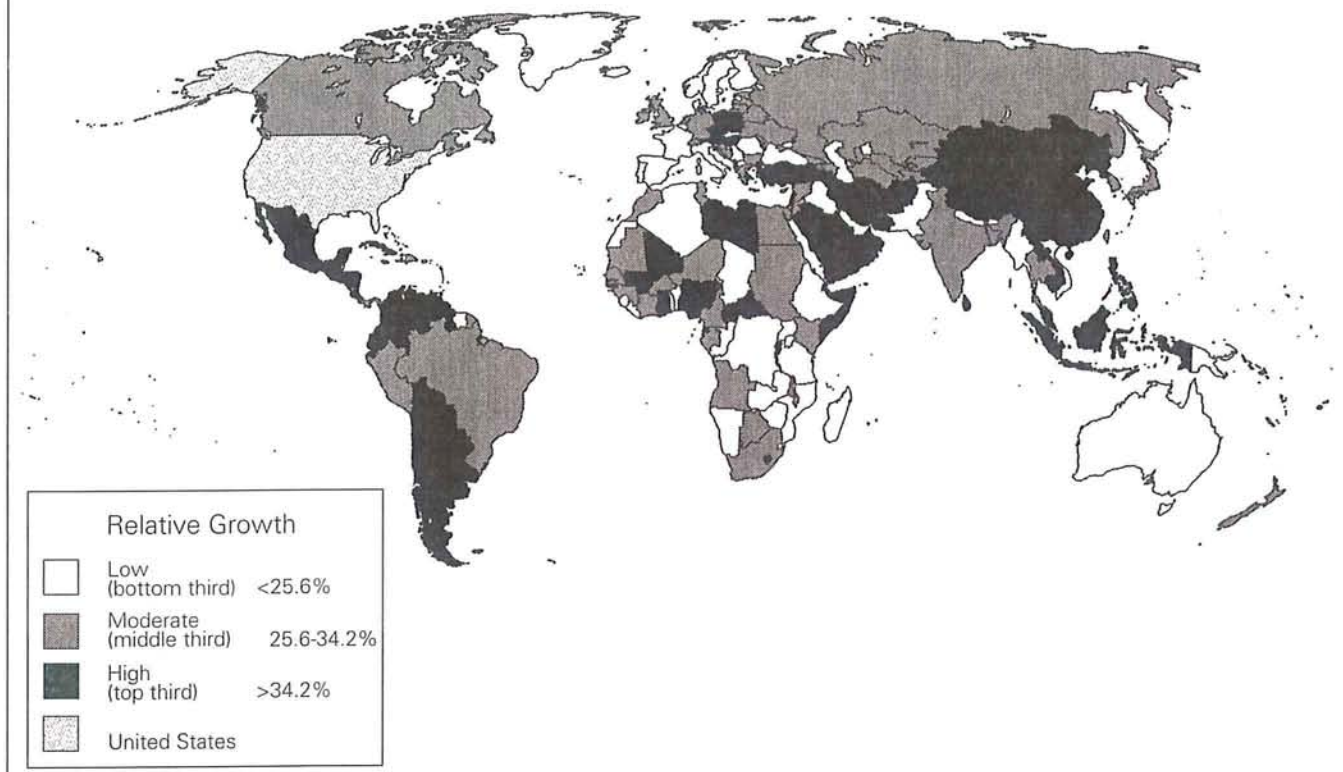 Relative Growth
Low
(bottom third) <25.6%
Moderate
(middle third) 25.6-34.2%
High
(top third) >34.2%
United States